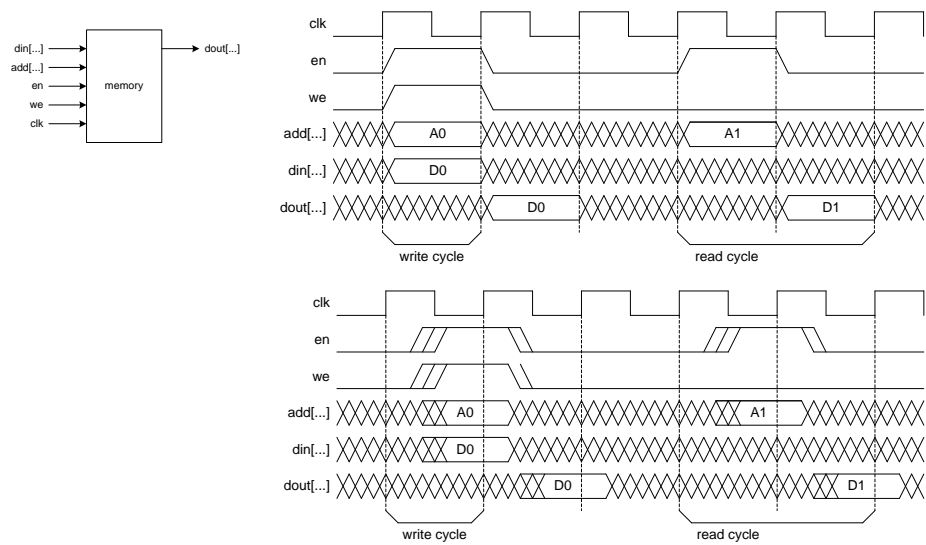 din[...]
add[...]
en
we
clk
memory
dout[...]
clk
en
we
add[...] A0 A1
din[...] D0
dout[...] D0 D1
write cycle read cycle
clk
en
we
add[...] A0 A1
din[...] D0
dout[...] D0 D1
write cycle read cycle